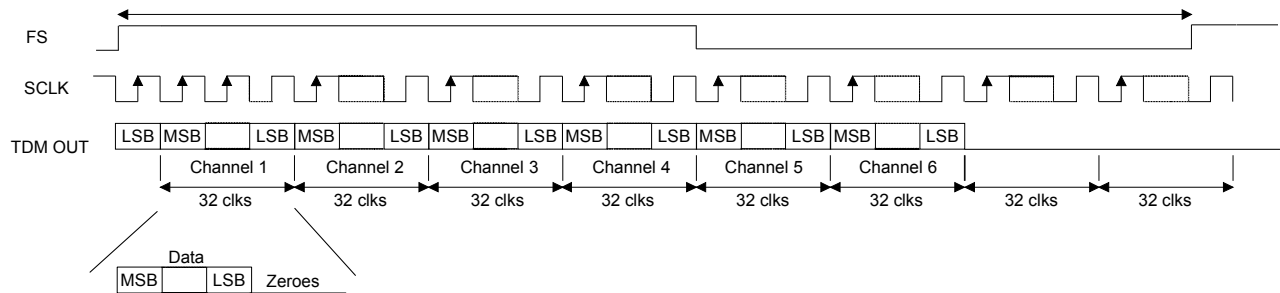 FS
SCLK
TDM OUT
LSB MSB LSB MSB LSB MSB LSB MSB LSB MSB LSB MSB LSB
Channel 1 Channel 2 Channel 3 Channel 4 Channel 5 Channel 6
32 clks 32 clks 32 clks 32 clks 32 clks 32 clks 32 clks 32 clks
Data
MSB LSB Zeroes